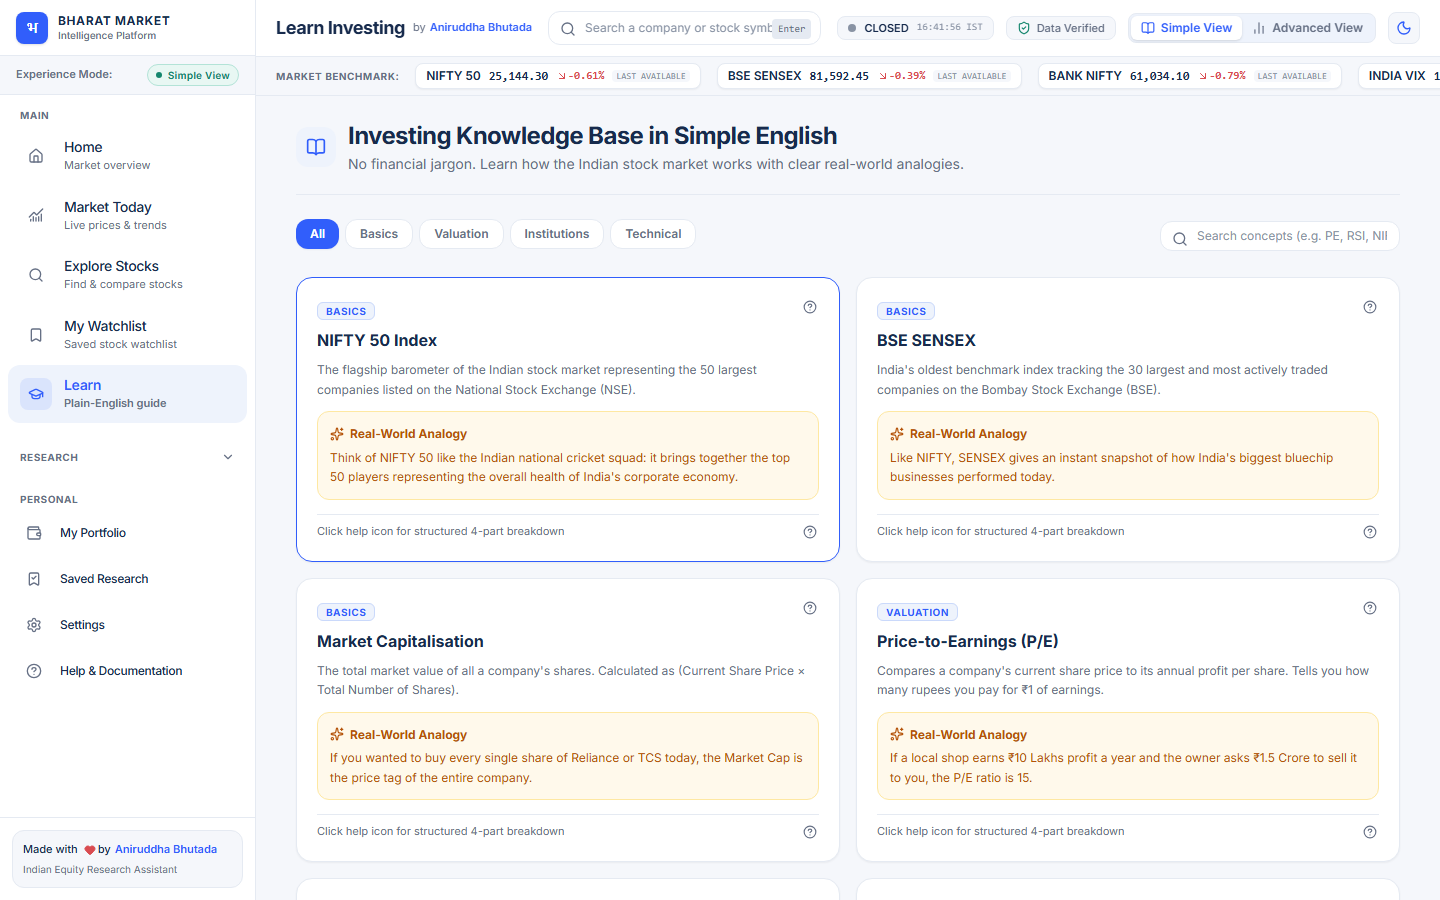 भ
BHARAT MARKET
Intelligence Platform
Experience Mode:
Simple View
MAIN
Home
Market overview
Market Today
Live prices & trends
Explore Stocks
Find & compare stocks
My Watchlist
Saved stock watchlist
Learn
Plain-English guide
RESEARCH
PERSONAL
My Portfolio
Saved Research
Settings
Help & Documentation
Made with by Aniruddha Bhutada
Indian Equity Research Assistant
Learn Investing by Aniruddha Bhutada
Search a company or stock symb Enter
CLOSED 16:41:56 IST
Data Verified
Simple View
Advanced View
MARKET BENCHMARK:
NIFTY 50 25,144.30 ↘-0.61% LAST AVAILABLE
BSE SENSEX 81,592.45 ↘-0.39% LAST AVAILABLE
BANK NIFTY 61,034.10 ↘-0.79% LAST AVAILABLE
INDIA VIX 1
Investing Knowledge Base in Simple English
No financial jargon. Learn how the Indian stock market works with clear real-world analogies.
All
Basics
Valuation
Institutions
Technical
Search concepts (e.g. PE, RSI, NII
BASICS
NIFTY 50 Index
The flagship barometer of the Indian stock market representing the 50 largest
companies listed on the National Stock Exchange (NSE).
Real-World Analogy
Think of NIFTY 50 like the Indian national cricket squad: it brings together the top
50 players representing the overall health of India's corporate economy.
Click help icon for structured 4-part breakdown
BASICS
BSE SENSEX
India's oldest benchmark index tracking the 30 largest and most actively traded
companies on the Bombay Stock Exchange (BSE).
Real-World Analogy
Like NIFTY, SENSEX gives an instant snapshot of how India's biggest bluechip
businesses performed today.
Click help icon for structured 4-part breakdown
BASICS
Market Capitalisation
The total market value of all a company's shares. Calculated as (Current Share Price ×
Total Number of Shares).
Real-World Analogy
If you wanted to buy every single share of Reliance or TCS today, the Market Cap is
the price tag of the entire company.
Click help icon for structured 4-part breakdown
VALUATION
Price-to-Earnings (P/E)
Compares a company's current share price to its annual profit per share. Tells you how
many rupees you pay for ₹1 of earnings.
Real-World Analogy
If a local shop earns ₹10 Lakhs profit a year and the owner asks ₹1.5 Crore to sell it
to you, the P/E ratio is 15.
Click help icon for structured 4-part breakdown